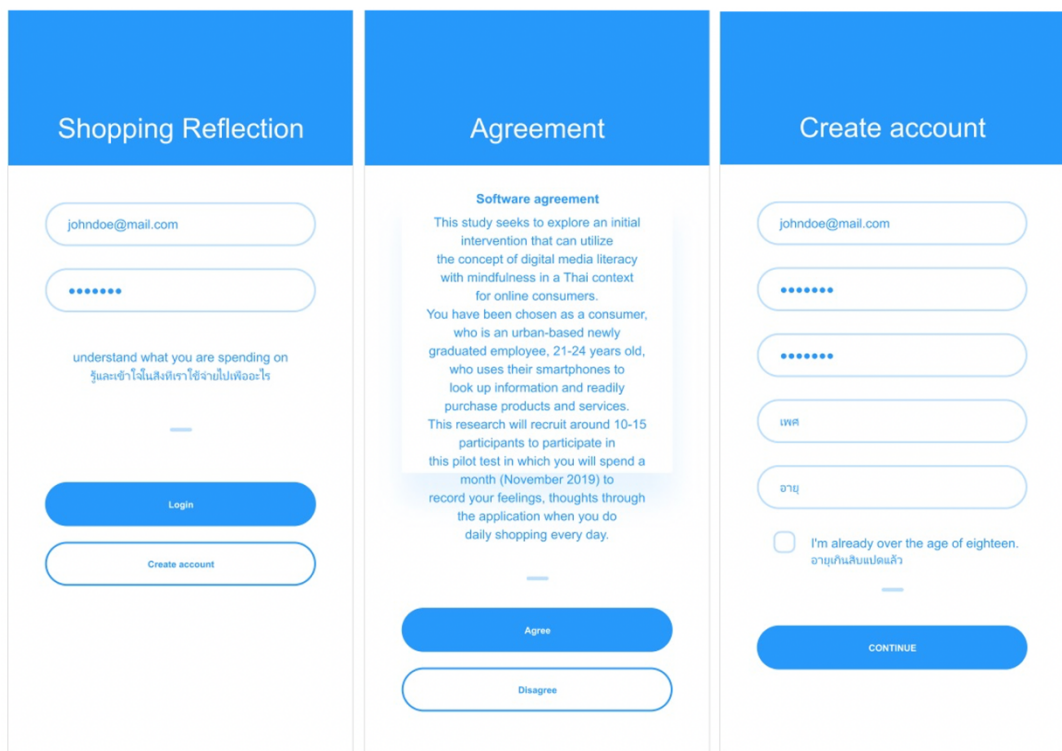 Shopping Reflection
johndoe@mail.com
•••••••
understand what you are spending on
รู้และเข้าใจในสิ่งที่เราใช้จ่ายไปเพื่ออะไร
Login
Create account
Agreement
Software agreement
This study seeks to explore an initial
intervention that can utilize
the concept of digital media literacy
with mindfulness in a Thai context
for online consumers.
You have been chosen as a consumer,
who is an urban-based newly
graduated employee, 21-24 years old,
who uses their smartphones to
look up information and readily
purchase products and services.
This research will recruit around 10-15
participants to participate in
this pilot test in which you will spend a
month (November 2019) to
record your feelings, thoughts through
the application when you do
daily shopping every day.
Agree
Disagree
Create account
johndoe@mail.com
•••••••
•••••••
เพศ
อายุ
I'm already over the age of eighteen.
อายุเกินสิบแปดแล้ว
CONTINUE